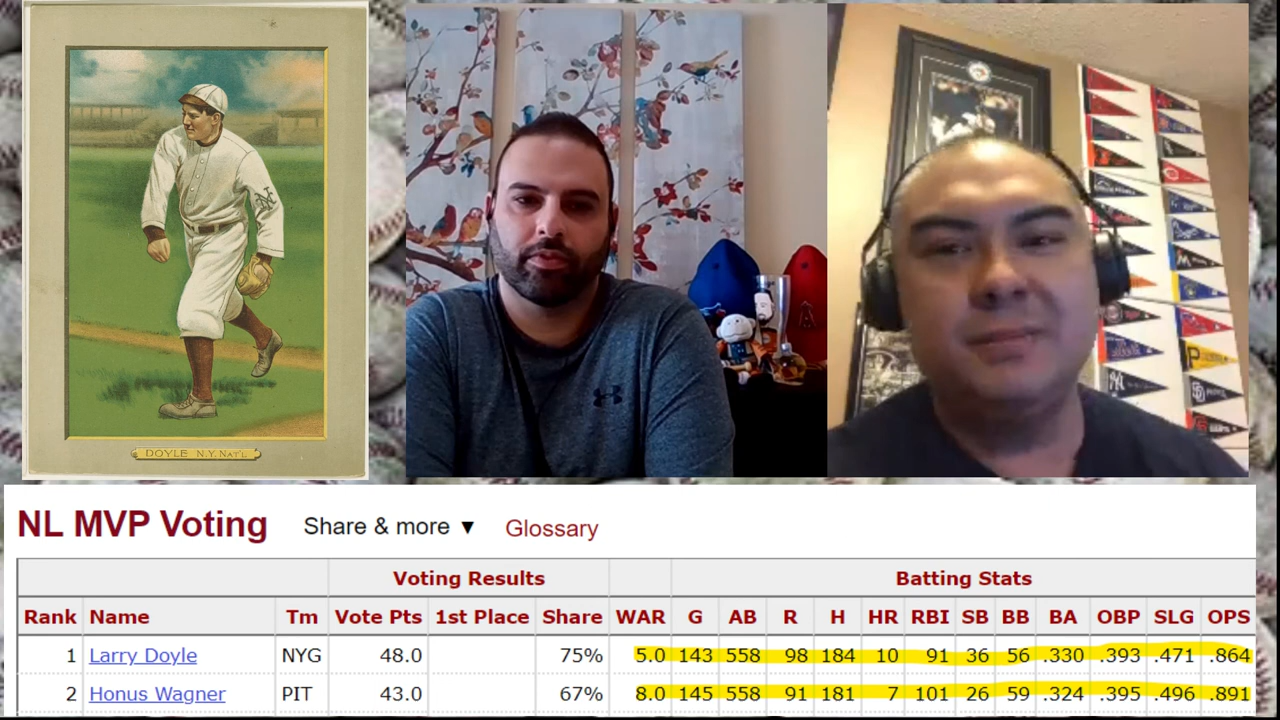 DOYLE N.Y. NAT'L
NL MVP Voting Share & more ▼ Glossary
Voting Results Batting Stats
Rank Name Tm Vote Pts 1st Place Share WAR G AB R H HR RBI SB BB BA OBP SLG OPS
1 Larry Doyle NYG 48.0 75% 5.0 143 558 98 184 10 91 36 56 .330 .393 .471 .864
2 Honus Wagner PIT 43.0 67% 8.0 145 558 91 181 7 101 26 59 .324 .395 .496 .891